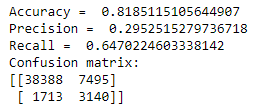 Accuracy =  0.8185115105644907
Precision =  0.2952515279736718
Recall =  0.6470224603338142
Confusion matrix:
[[38388  7495]
 [ 1713  3140]]